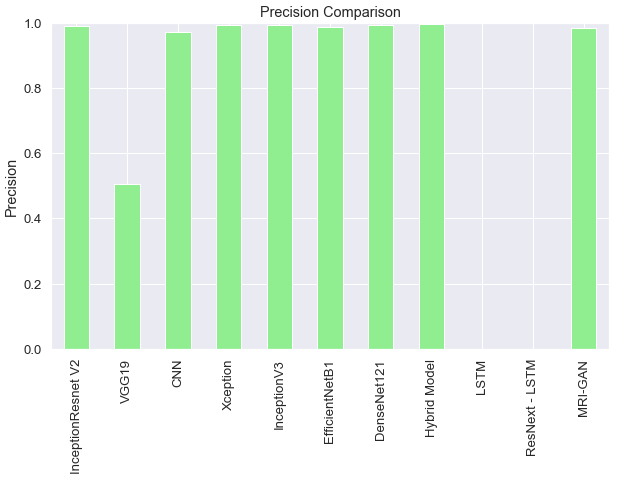 Precision Comparison
Precision
1.0
0.8
0.6
0.4
0.2
0.0
InceptionResnet V2
VGG19
CNN
Xception
InceptionV3
EfficientNetB1
DenseNet121
Hybrid Model
LSTM
ResNext - LSTM
MRI-GAN